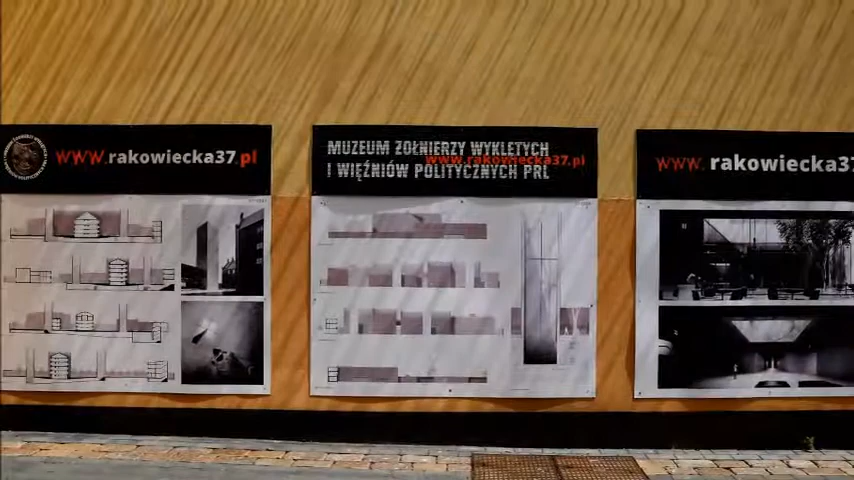 www.rakowiecka37.pl
MUZEUM ŻOŁNIERZY WYKLĘTYCH
I WIĘŹNIÓW POLITYCZNYCH PRL
www.rakowiecka37.pl
www.rakowiecka37